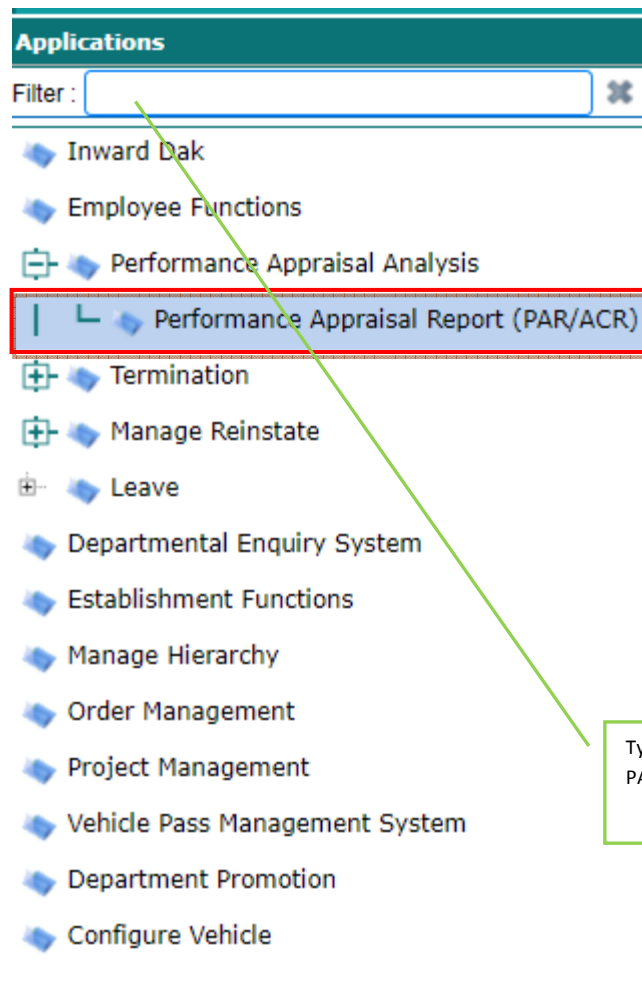 Applications
Filter :
Inward Dak
Employee Functions
Performance Appraisal Analysis
Performance Appraisal Report (PAR/ACR)
Termination
Manage Reinstate
Leave
Departmental Enquiry System
Establishment Functions
Manage Hierarchy
Order Management
Project Management
Vehicle Pass Management System
Department Promotion
Configure Vehicle